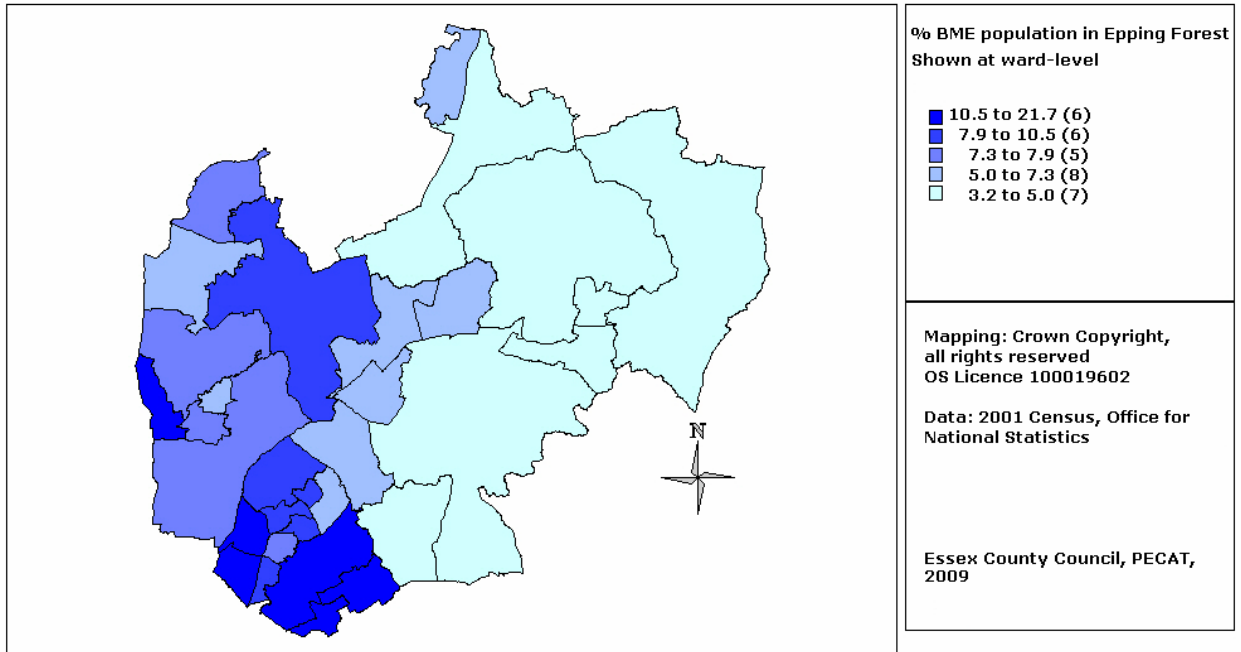 % BME population in Epping Forest
Shown at ward-level
10.5 to 21.7 (6)
7.9 to 10.5 (6)
7.3 to 7.9 (5)
5.0 to 7.3 (8)
3.2 to 5.0 (7)
Mapping: Crown Copyright,
all rights reserved
OS Licence 100019602
Data: 2001 Census, Office for
National Statistics
N
Essex County Council, PECAT,
2009